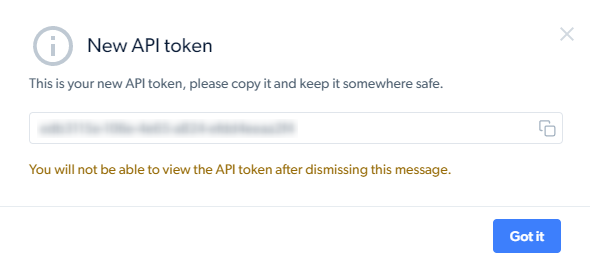 New API token
This is your new API token, please copy it and keep it somewhere safe.
You will not be able to view the API token after dismissing this message.
Got it